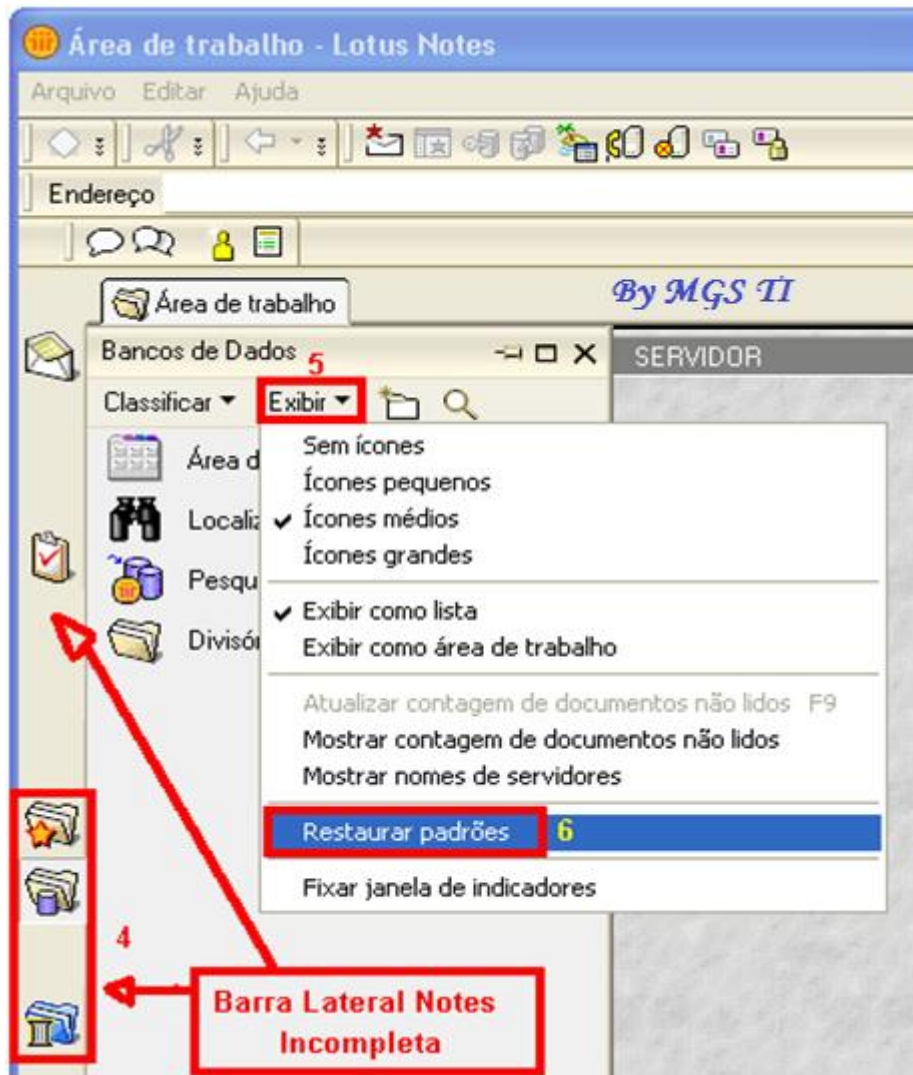 Área de trabalho - Lotus Notes
Arquivo Editar Ajuda
Endereço
Área de trabalho
By MGS TI
Bancos de Dados
5
SERVIDOR
Classificar Exibir
Área d
Localiz
Pesqu
Divisór
Sem ícones
Ícones pequenos
Ícones médios
Ícones grandes
Exibir como lista
Exibir como área de trabalho
Atualizar contagem de documentos não lidos F9
Mostrar contagem de documentos não lidos
Mostrar nomes de servidores
Restaurar padrões 6
Fixar janela de indicadores
4
Barra Lateral Notes
Incompleta